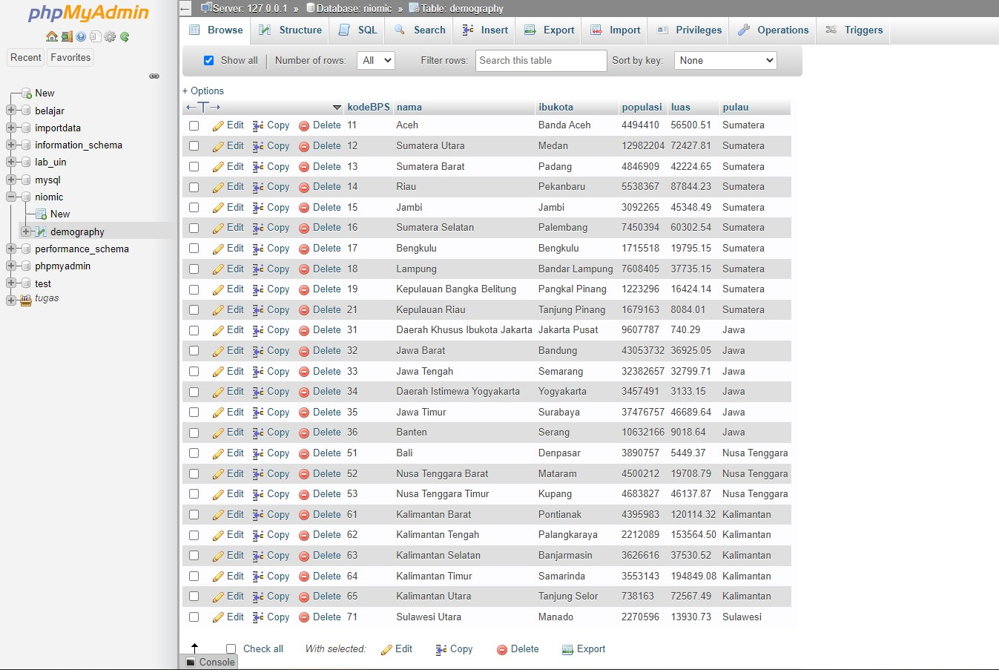 phpMyAdmin
Recent Favorites
New
belajar
importdata
information_schema
lab_uin
mysql
niomic
New
demography
performance_schema
phpmyadmin
test
tugas
Server: 127.0.0.1 » Database: niomic » Table: demography
Browse Structure SQL Search Insert Export Import Privileges Operations Triggers
Show all Number of rows: All Filter rows: Search this table Sort by key: None
+ Options
kodeBPS nama ibukota populasi luas pulau
Edit Copy Delete 11 Aceh Banda Aceh 4494410 56500.51 Sumatera
Edit Copy Delete 12 Sumatera Utara Medan 12982204 72427.81 Sumatera
Edit Copy Delete 13 Sumatera Barat Padang 4846909 42224.65 Sumatera
Edit Copy Delete 14 Riau Pekanbaru 5538367 87844.23 Sumatera
Edit Copy Delete 15 Jambi Jambi 3092265 45348.49 Sumatera
Edit Copy Delete 16 Sumatera Selatan Palembang 7450394 60302.54 Sumatera
Edit Copy Delete 17 Bengkulu Bengkulu 1715518 19795.15 Sumatera
Edit Copy Delete 18 Lampung Bandar Lampung 7608405 37735.15 Sumatera
Edit Copy Delete 19 Kepulauan Bangka Belitung Pangkal Pinang 1223296 16424.14 Sumatera
Edit Copy Delete 21 Kepulauan Riau Tanjung Pinang 1679163 8084.01 Sumatera
Edit Copy Delete 31 Daerah Khusus Ibukota Jakarta Jakarta Pusat 9607787 740.29 Jawa
Edit Copy Delete 32 Jawa Barat Bandung 43053732 36925.05 Jawa
Edit Copy Delete 33 Jawa Tengah Semarang 32382657 32799.71 Jawa
Edit Copy Delete 34 Daerah Istimewa Yogyakarta Yogyakarta 3457491 3133.15 Jawa
Edit Copy Delete 35 Jawa Timur Surabaya 37476757 46689.64 Jawa
Edit Copy Delete 36 Banten Serang 10632166 9018.64 Jawa
Edit Copy Delete 51 Bali Denpasar 3890757 5449.37 Nusa Tenggara
Edit Copy Delete 52 Nusa Tenggara Barat Mataram 4500212 19708.79 Nusa Tenggara
Edit Copy Delete 53 Nusa Tenggara Timur Kupang 4683827 46137.87 Nusa Tenggara
Edit Copy Delete 61 Kalimantan Barat Pontianak 4395983 120114.32 Kalimantan
Edit Copy Delete 62 Kalimantan Tengah Palangkaraya 2212089 153564.50 Kalimantan
Edit Copy Delete 63 Kalimantan Selatan Banjarmasin 3626616 37530.52 Kalimantan
Edit Copy Delete 64 Kalimantan Timur Samarinda 3553143 194849.08 Kalimantan
Edit Copy Delete 65 Kalimantan Utara Tanjung Selor 738163 72567.49 Kalimantan
Edit Copy Delete 71 Sulawesi Utara Manado 2270596 13930.73 Sulawesi
Check all With selected: Edit Copy Delete Export
Console